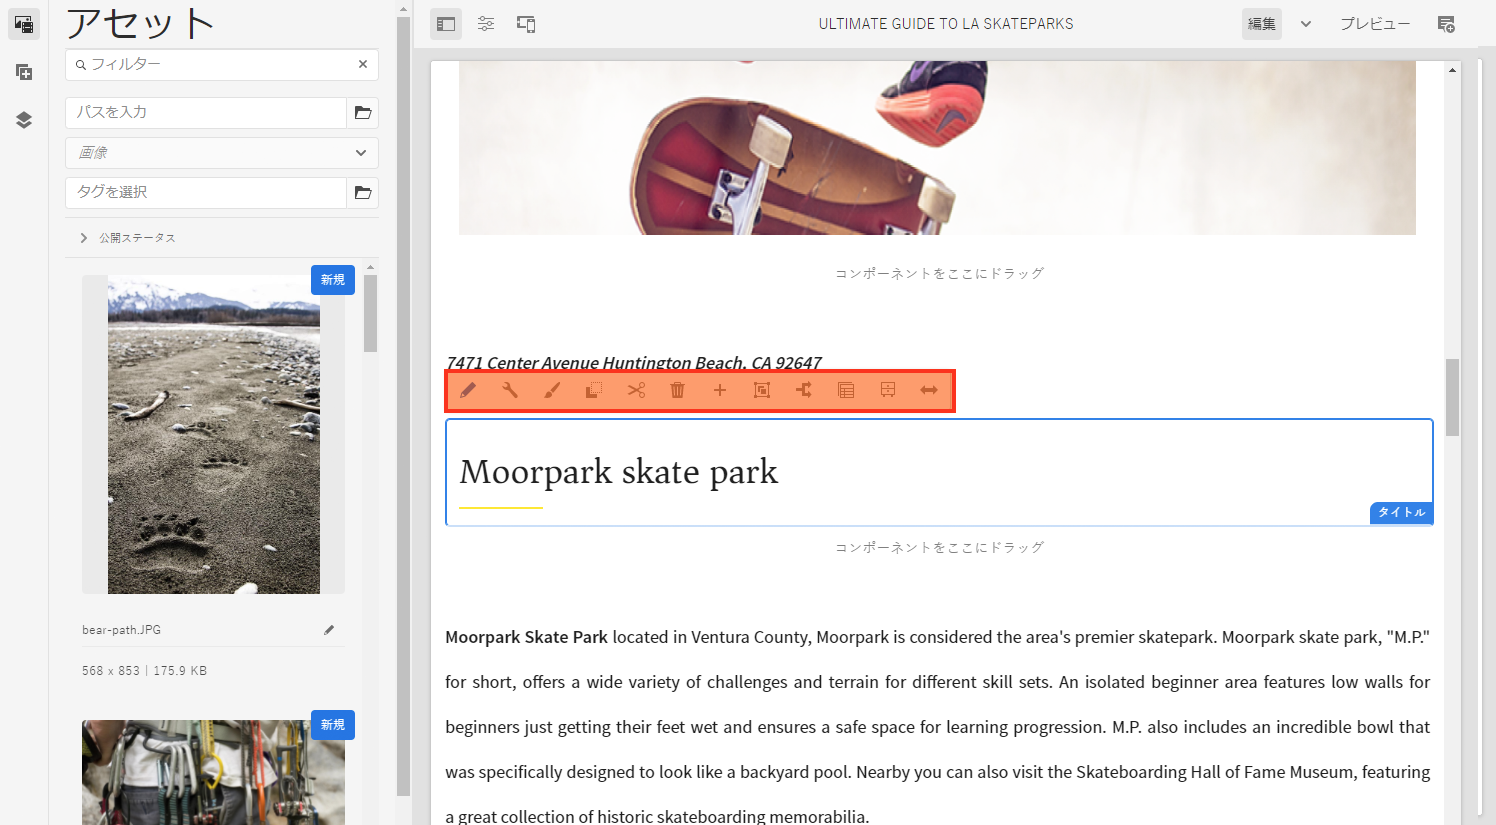 アセット
フィルター
パスを入力
画像
タグを選択
公開ステータス
新規
bear-path.JPG
568 x 853 | 175.9 KB
新規
ULTIMATE GUIDE TO LA SKATEPARKS
編集
プレビュー
コンポーネントをここにドラッグ
7471 Center Avenue Huntington Beach, CA 92647
Moorpark skate park
タイトル
コンポーネントをここにドラッグ
Moorpark Skate Park located in Ventura County, Moorpark is considered the area's premier skatepark. Moorpark skate park, "M.P."
for short, offers a wide variety of challenges and terrain for different skill sets. An isolated beginner area features low walls for
beginners just getting their feet wet and ensures a safe space for learning progression. M.P. also includes an incredible bowl that
was specifically designed to look like a backyard pool. Nearby you can also visit the Skateboarding Hall of Fame Museum, featuring
a great collection of historic skateboarding memorabilia.